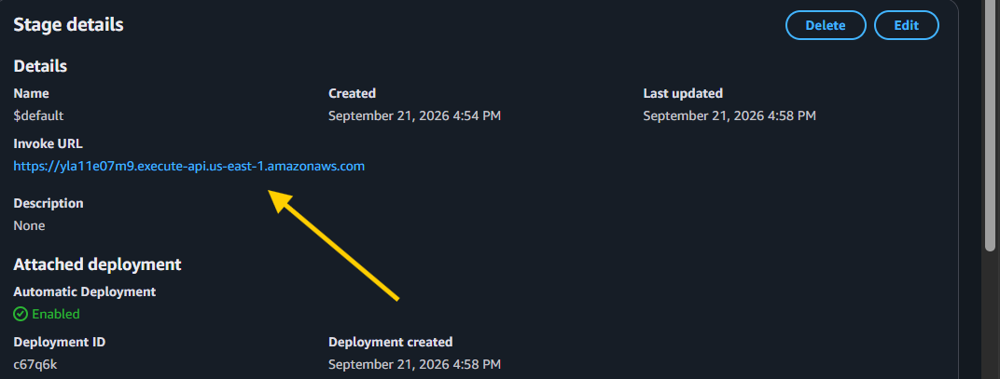 Stage details
Delete
Edit
Details
Name
Created
Last updated
$default
September 21, 2026 4:54 PM
September 21, 2026 4:58 PM
Invoke URL
https://yla11e07m9.execute-api.us-east-1.amazonaws.com
Description
None
Attached deployment
Automatic Deployment
Enabled
Deployment ID
Deployment created
c67q6k
September 21, 2026 4:58 PM